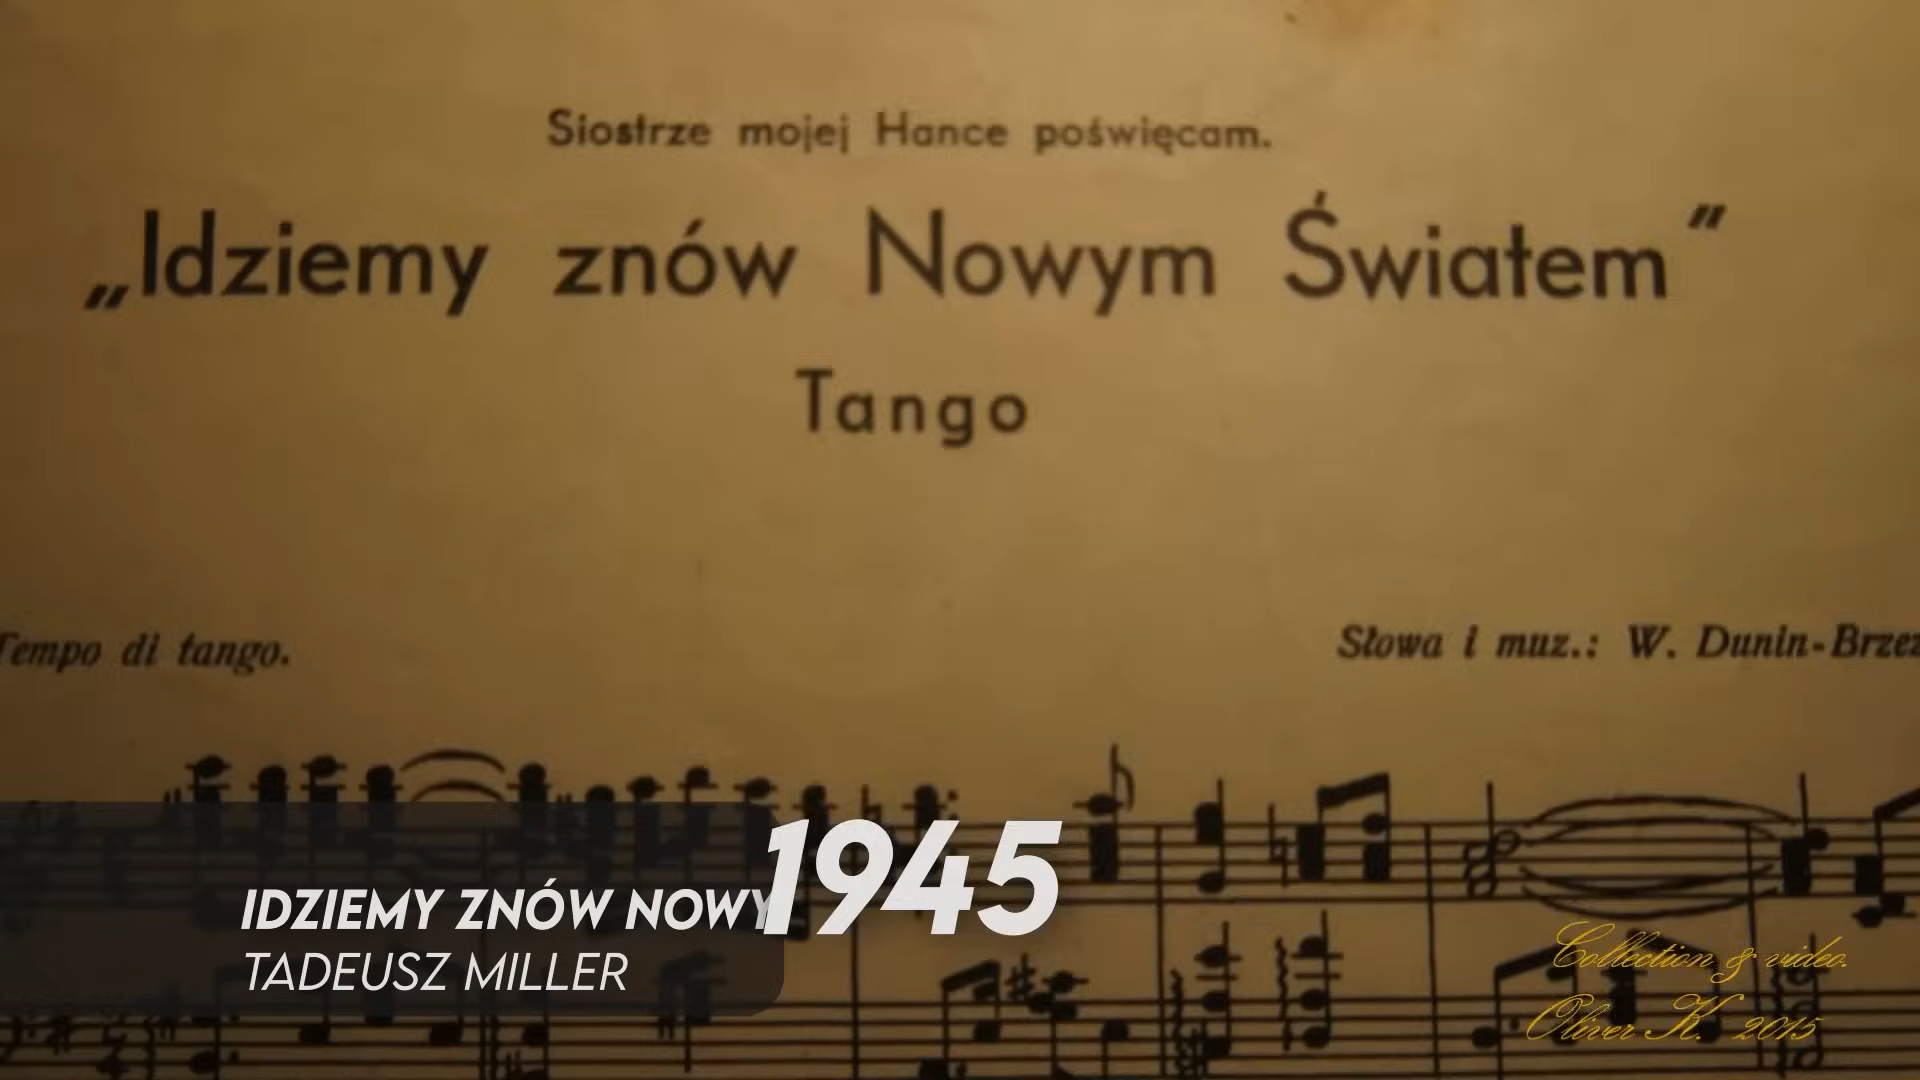 Siostrze mojej Hance poświęcam.
„Idziemy znów Nowym Światem”
Tango
Tempo di tango.
Słowa i muz.: W. Dunin-Brzez
1945
IDZIEMY ZNÓW NOWY
TADEUSZ MILLER
Collection & video.
Oliver K. 2015